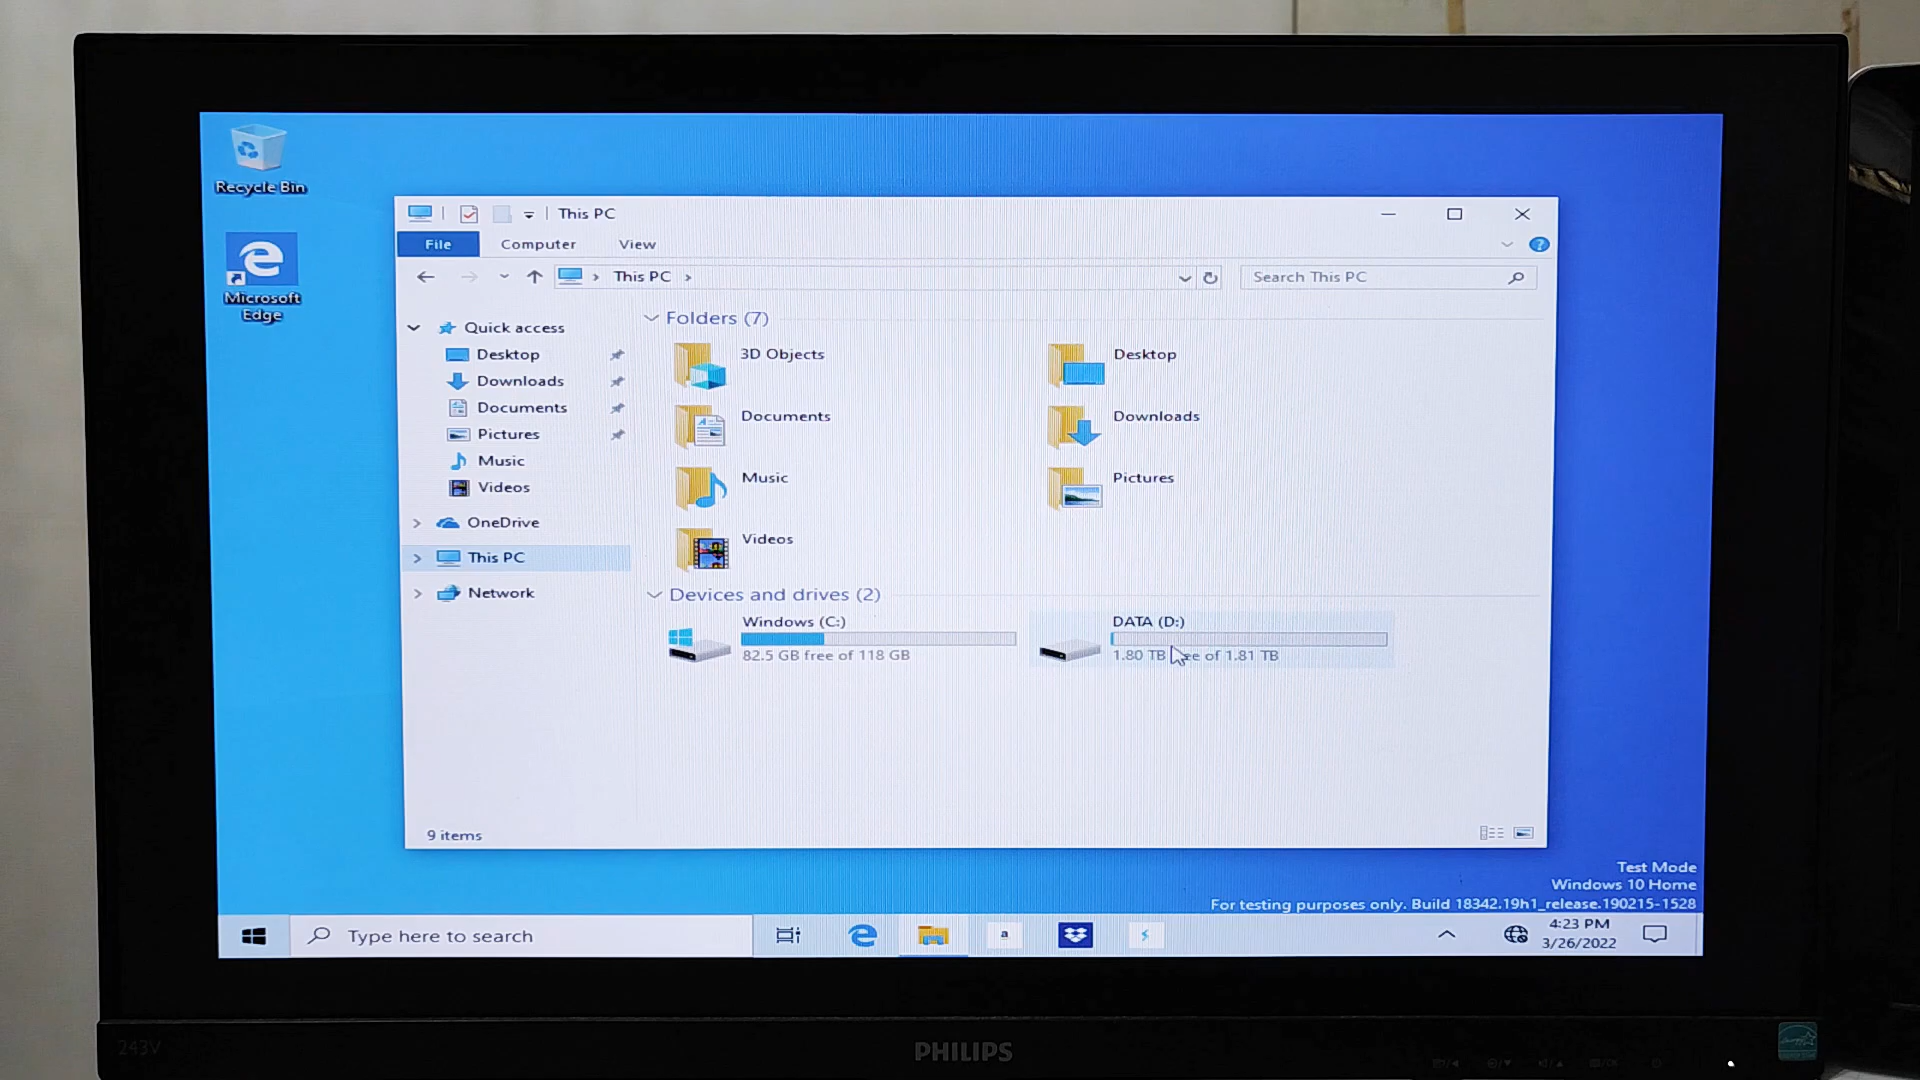 Recycle Bin
Microsoft
Edge
This PC
File
Computer
View
This PC
Search This PC
Quick access
Desktop
Downloads
Documents
Pictures
Music
Videos
OneDrive
This PC
Network
Folders (7)
3D Objects
Desktop
Documents
Downloads
Music
Pictures
Videos
Devices and drives (2)
Windows (C:)
82.5 GB free of 118 GB
DATA (D:)
1.80 TB free of 1.81 TB
9 items
Test Mode
Windows 10 Home
For testing purposes only. Build 18342.19h1_release.190215-1528
Type here to search
a
4:23 PM
3/26/2022
243V
PHILIPS